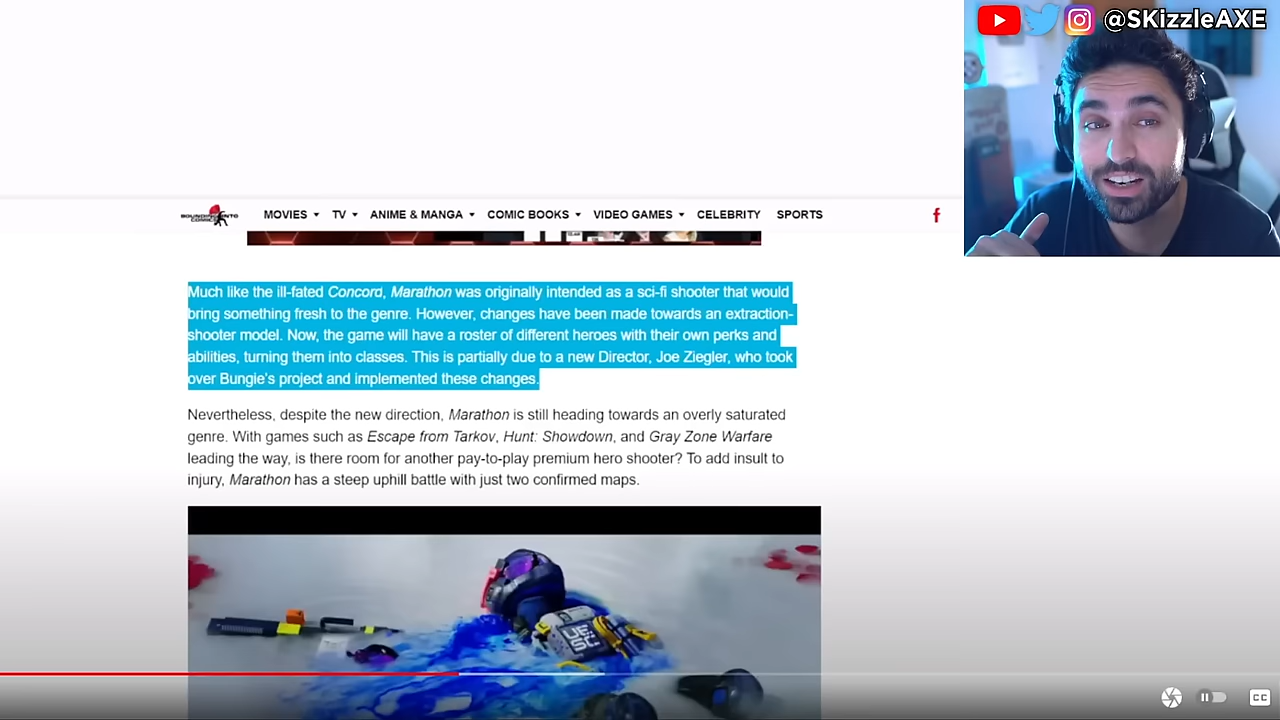 @SKizzleAXE
BOUNDING INTO
COMICS
MOVIES TV ANIME & MANGA COMIC BOOKS VIDEO GAMES CELEBRITY SPORTS
Much like the ill-fated Concord, Marathon was originally intended as a sci-fi shooter that would
bring something fresh to the genre. However, changes have been made towards an extraction-
shooter model. Now, the game will have a roster of different heroes with their own perks and
abilities, turning them into classes. This is partially due to a new Director, Joe Ziegler, who took
over Bungie's project and implemented these changes.
Nevertheless, despite the new direction, Marathon is still heading towards an overly saturated
genre. With games such as Escape from Tarkov, Hunt: Showdown, and Gray Zone Warfare
leading the way, is there room for another pay-to-play premium hero shooter? To add insult to
injury, Marathon has a steep uphill battle with just two confirmed maps.
UE
SC
CC